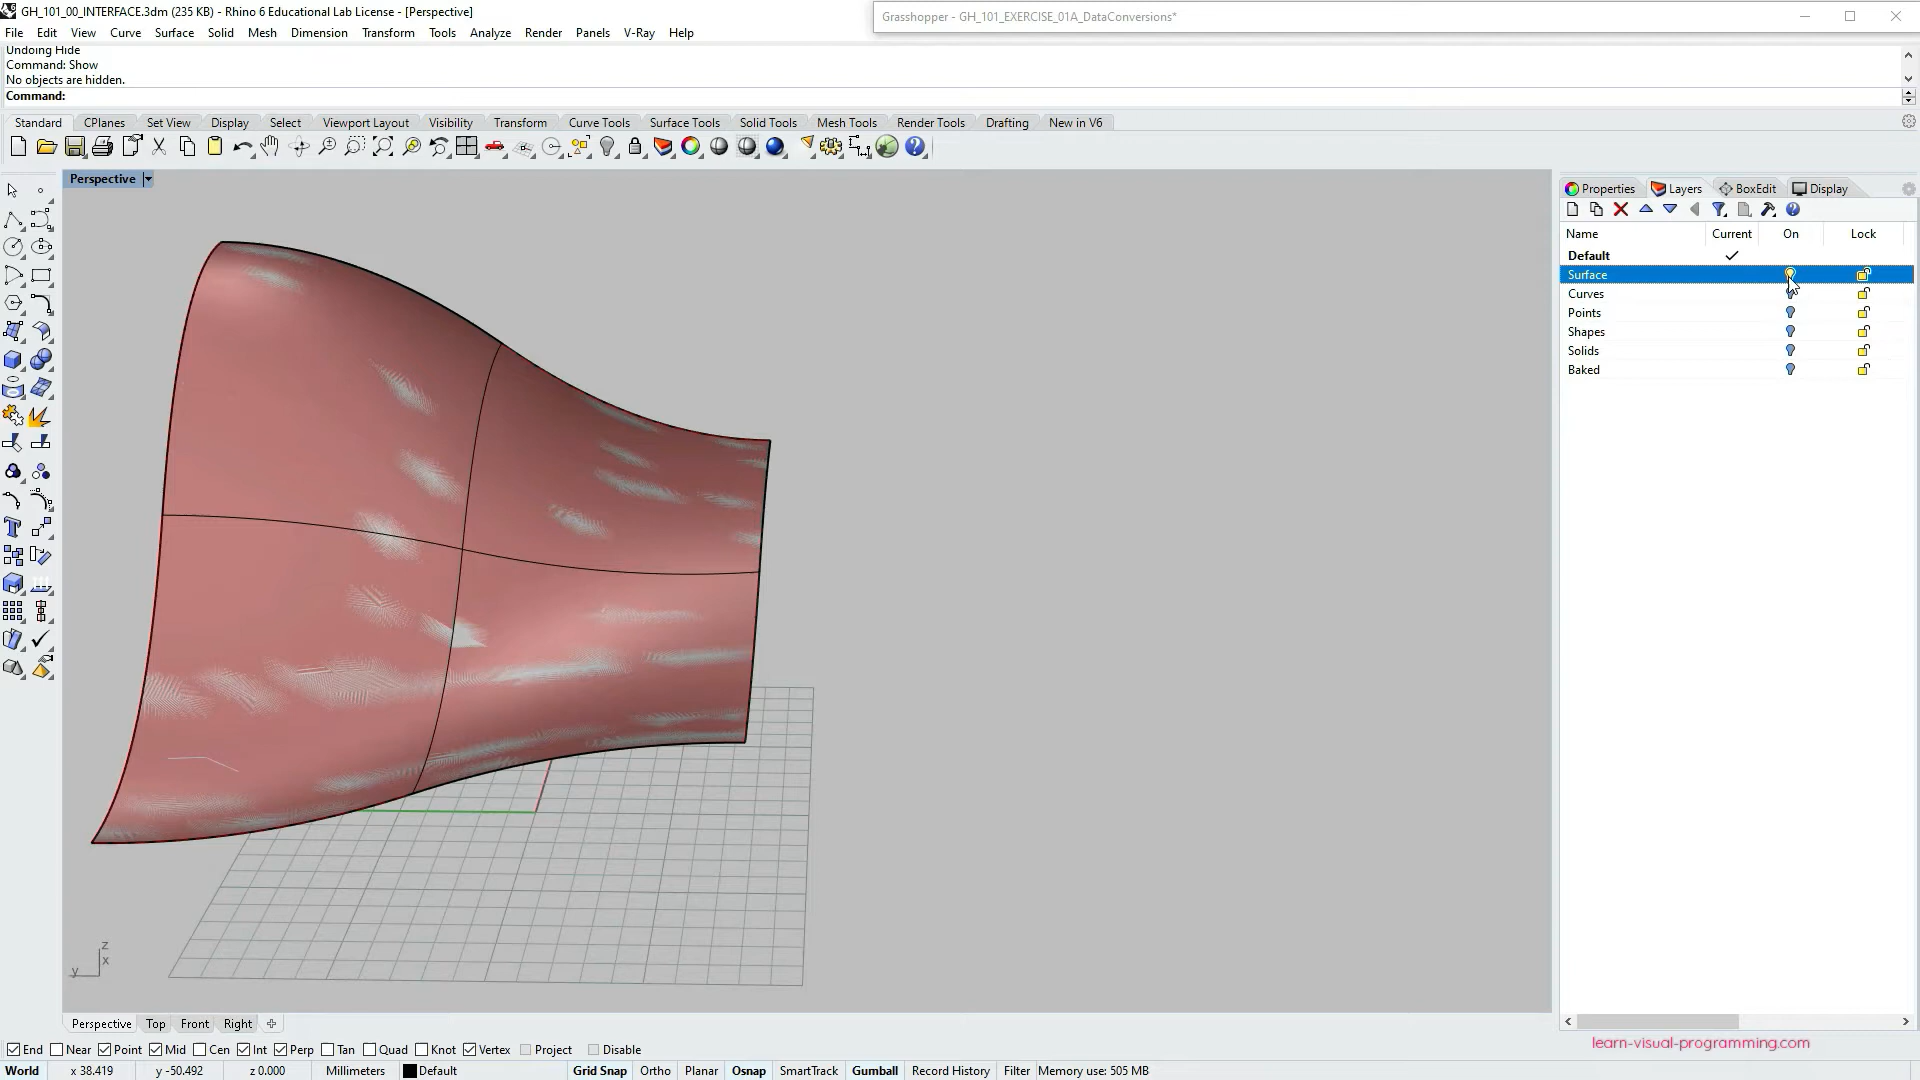 GH_101_00_INTERFACE.3dm (235 KB) - Rhino 6 Educational Lab License - [Perspective]
Grasshopper - GH_101_EXERCISE_01A_DataConversions*
File Edit View Curve Surface Solid Mesh Dimension Transform Tools Analyze Render Panels V-Ray Help
Undoing Hide
Command: Show
No objects are hidden.
Command:
Standard CPlanes Set View Display Select Viewport Layout Visibility Transform Curve Tools Surface Tools Solid Tools Mesh Tools Render Tools Drafting New in V6
Perspective
Properties Layers BoxEdit Display
Name Current On Lock
Default
Surface
Curves
Points
Shapes
Solids
Baked
z
x
y
Perspective Top Front Right
learn-visual-programming.com
End Near Point Mid Cen Int Perp Tan Quad Knot Vertex Project Disable
World x 38.419 y -50.492 z 0.000 Millimeters Default Grid Snap Ortho Planar Osnap SmartTrack Gumball Record History Filter Memory use: 505 MB